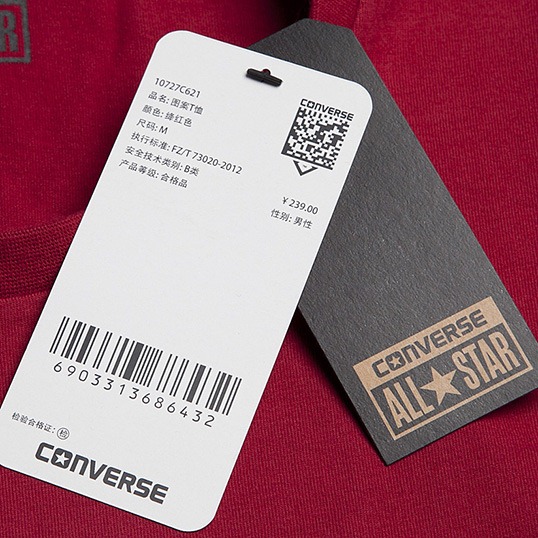 10727C621
品名: 图案T恤
颜色: 绛红色
尺码: M
执行标准: FZ/T 73020-2012
安全技术类别: B类
产品等级: 合格品
CONVERSE
¥ 239.00
性别: 男性
6903313686432
检验合格证: 检
CONVERSE
CONVERSE
ALL STAR
AR